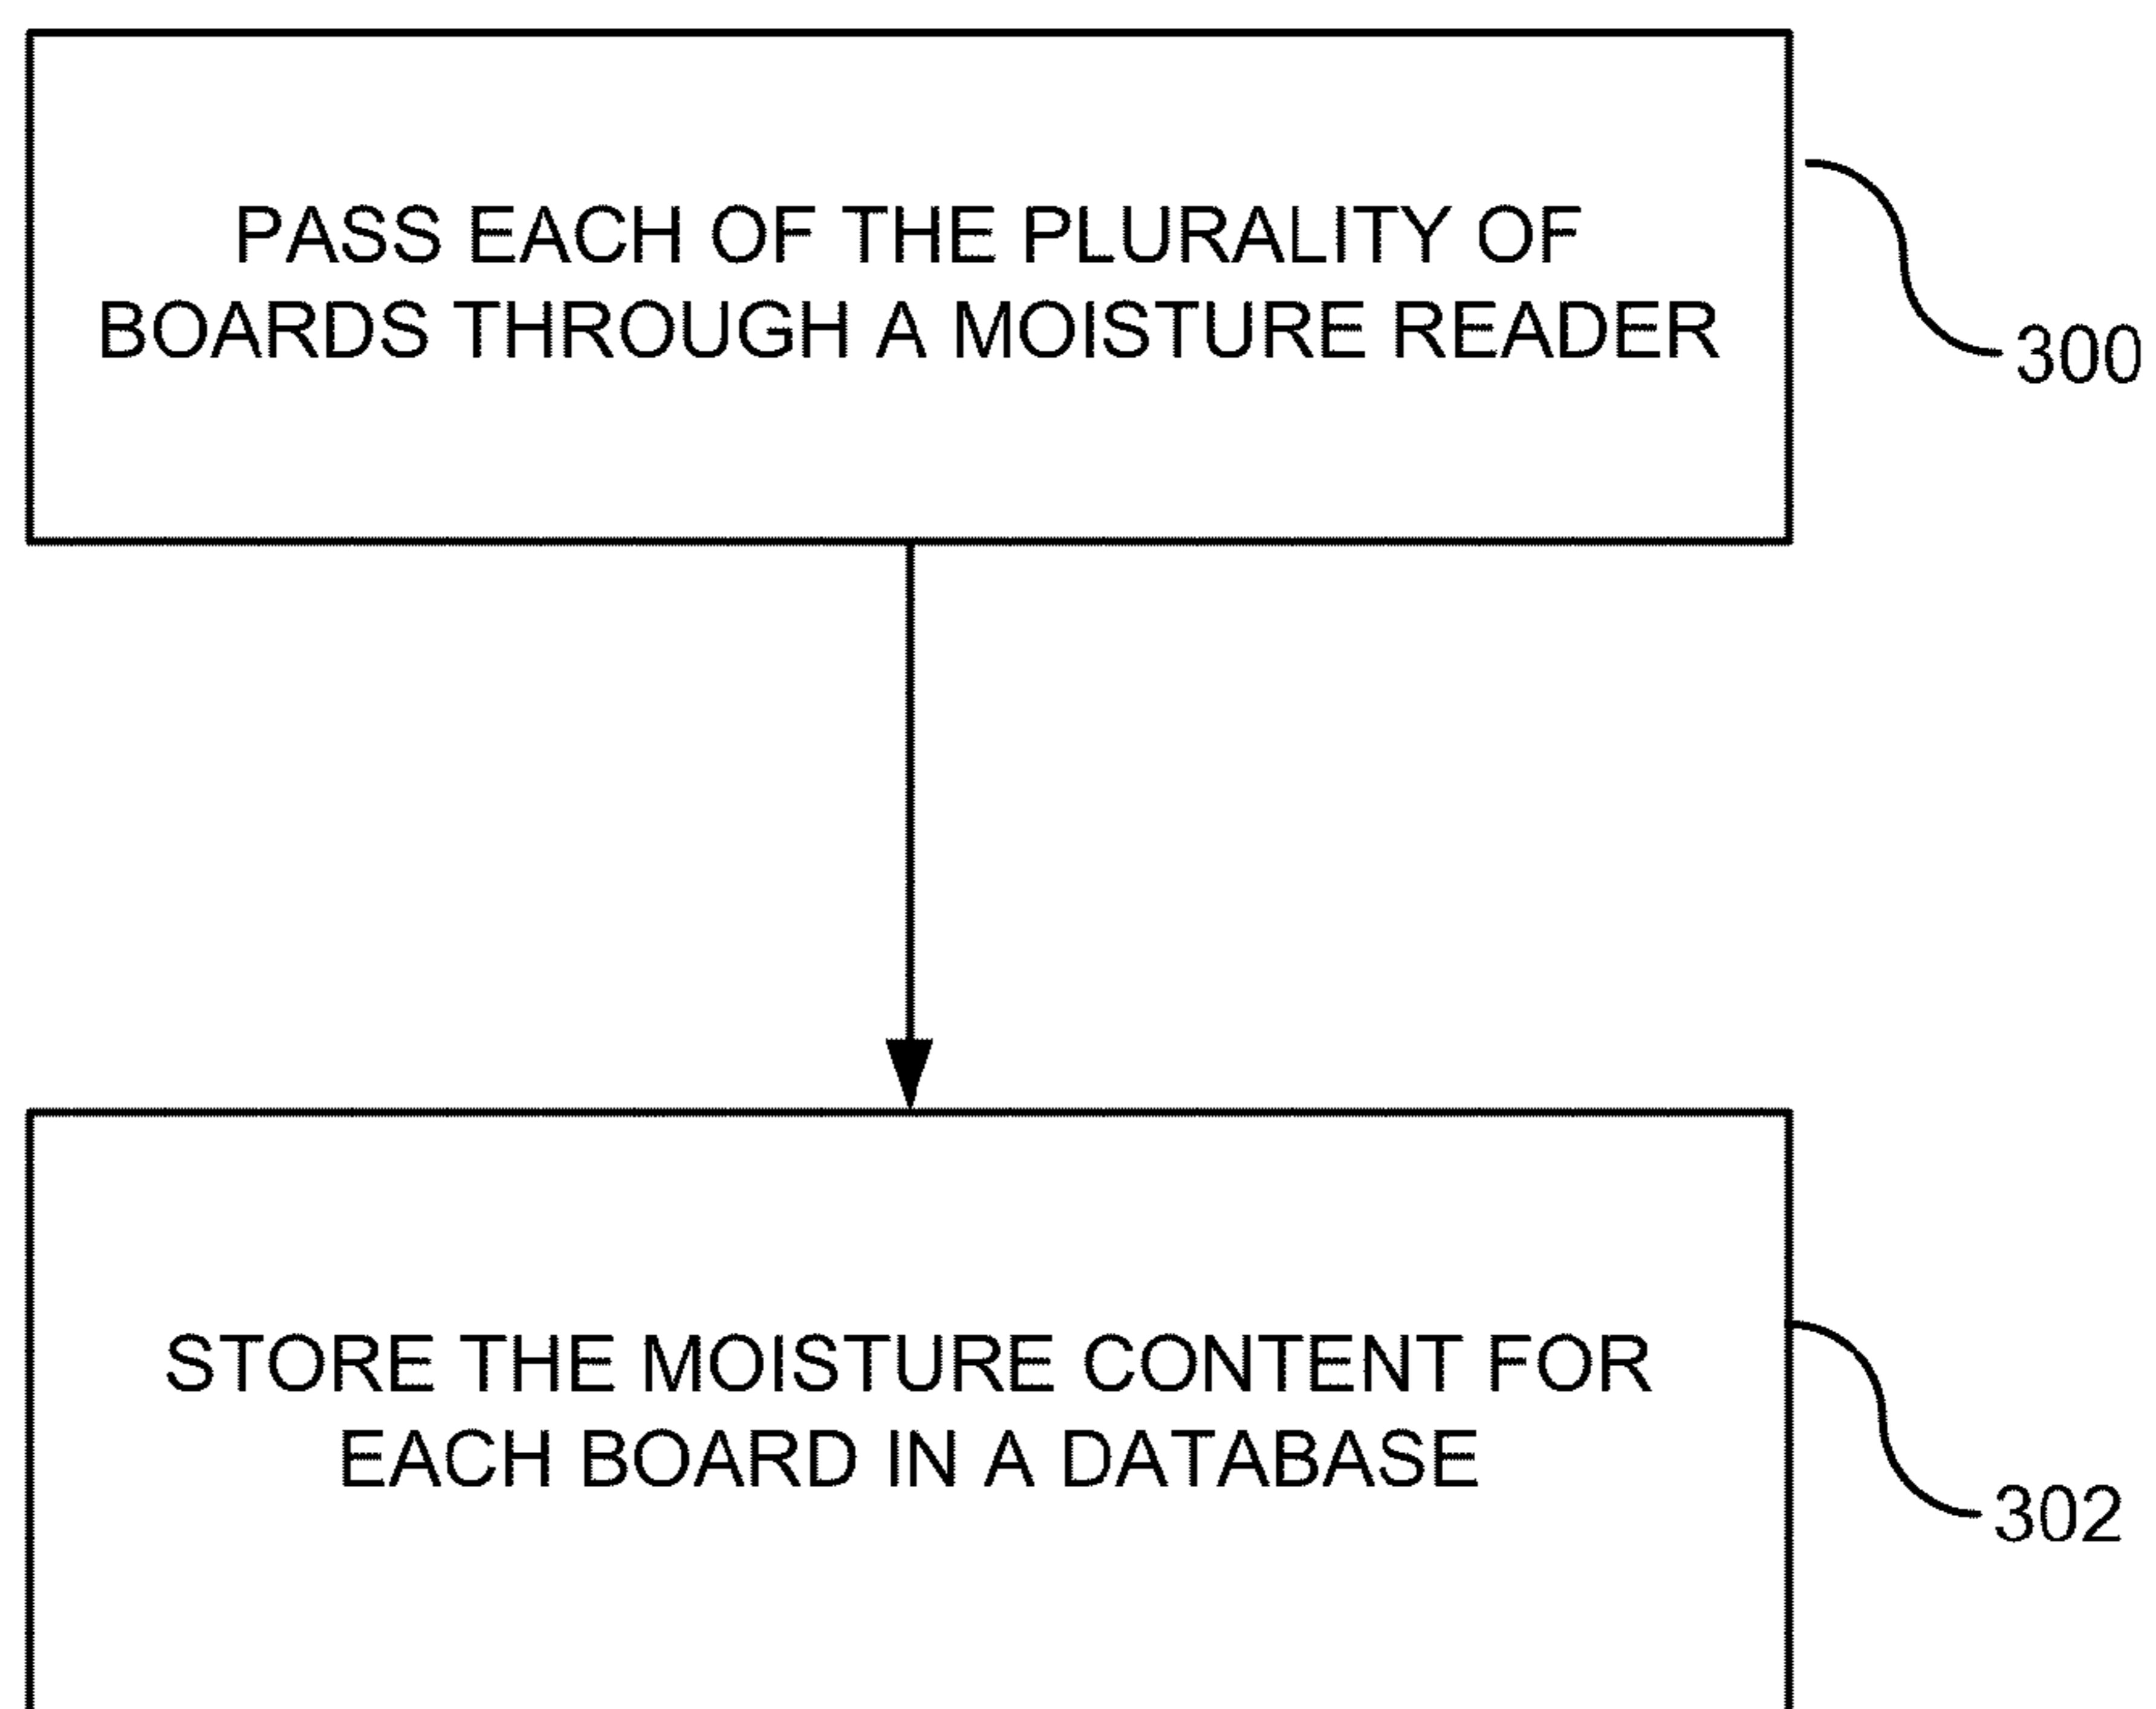 PASS EACH OF THE PLURALITY OF
BOARDS THROUGH A MOISTURE READER
300
STORE THE MOISTURE CONTENT FOR
EACH BOARD IN A DATABASE
302